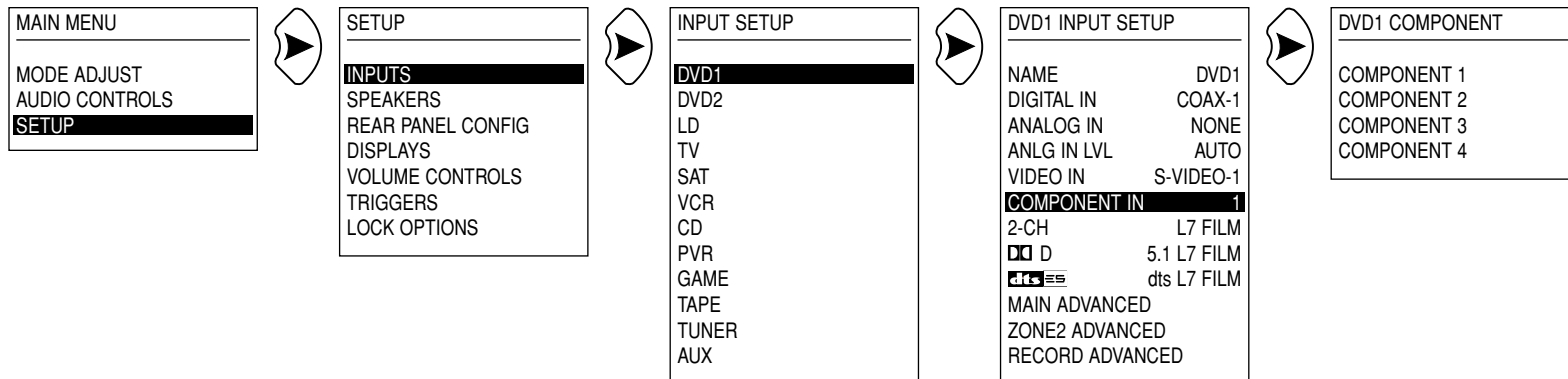 MAIN MENU
MODE ADJUST
AUDIO CONTROLS
SETUP
SETUP
INPUTS
SPEAKERS
REAR PANEL CONFIG
DISPLAYS
VOLUME CONTROLS
TRIGGERS
LOCK OPTIONS
INPUT SETUP
DVD1
DVD2
LD
TV
SAT
VCR
CD
PVR
GAME
TAPE
TUNER
AUX
DVD1 INPUT SETUP
NAME DVD1
DIGITAL IN COAX-1
ANALOG IN NONE
ANLG IN LVL AUTO
VIDEO IN S-VIDEO-1
COMPONENT IN 1
2-CH L7 FILM
D 5.1 L7 FILM
dts ES dts L7 FILM
MAIN ADVANCED
ZONE2 ADVANCED
RECORD ADVANCED
DVD1 COMPONENT
COMPONENT 1
COMPONENT 2
COMPONENT 3
COMPONENT 4